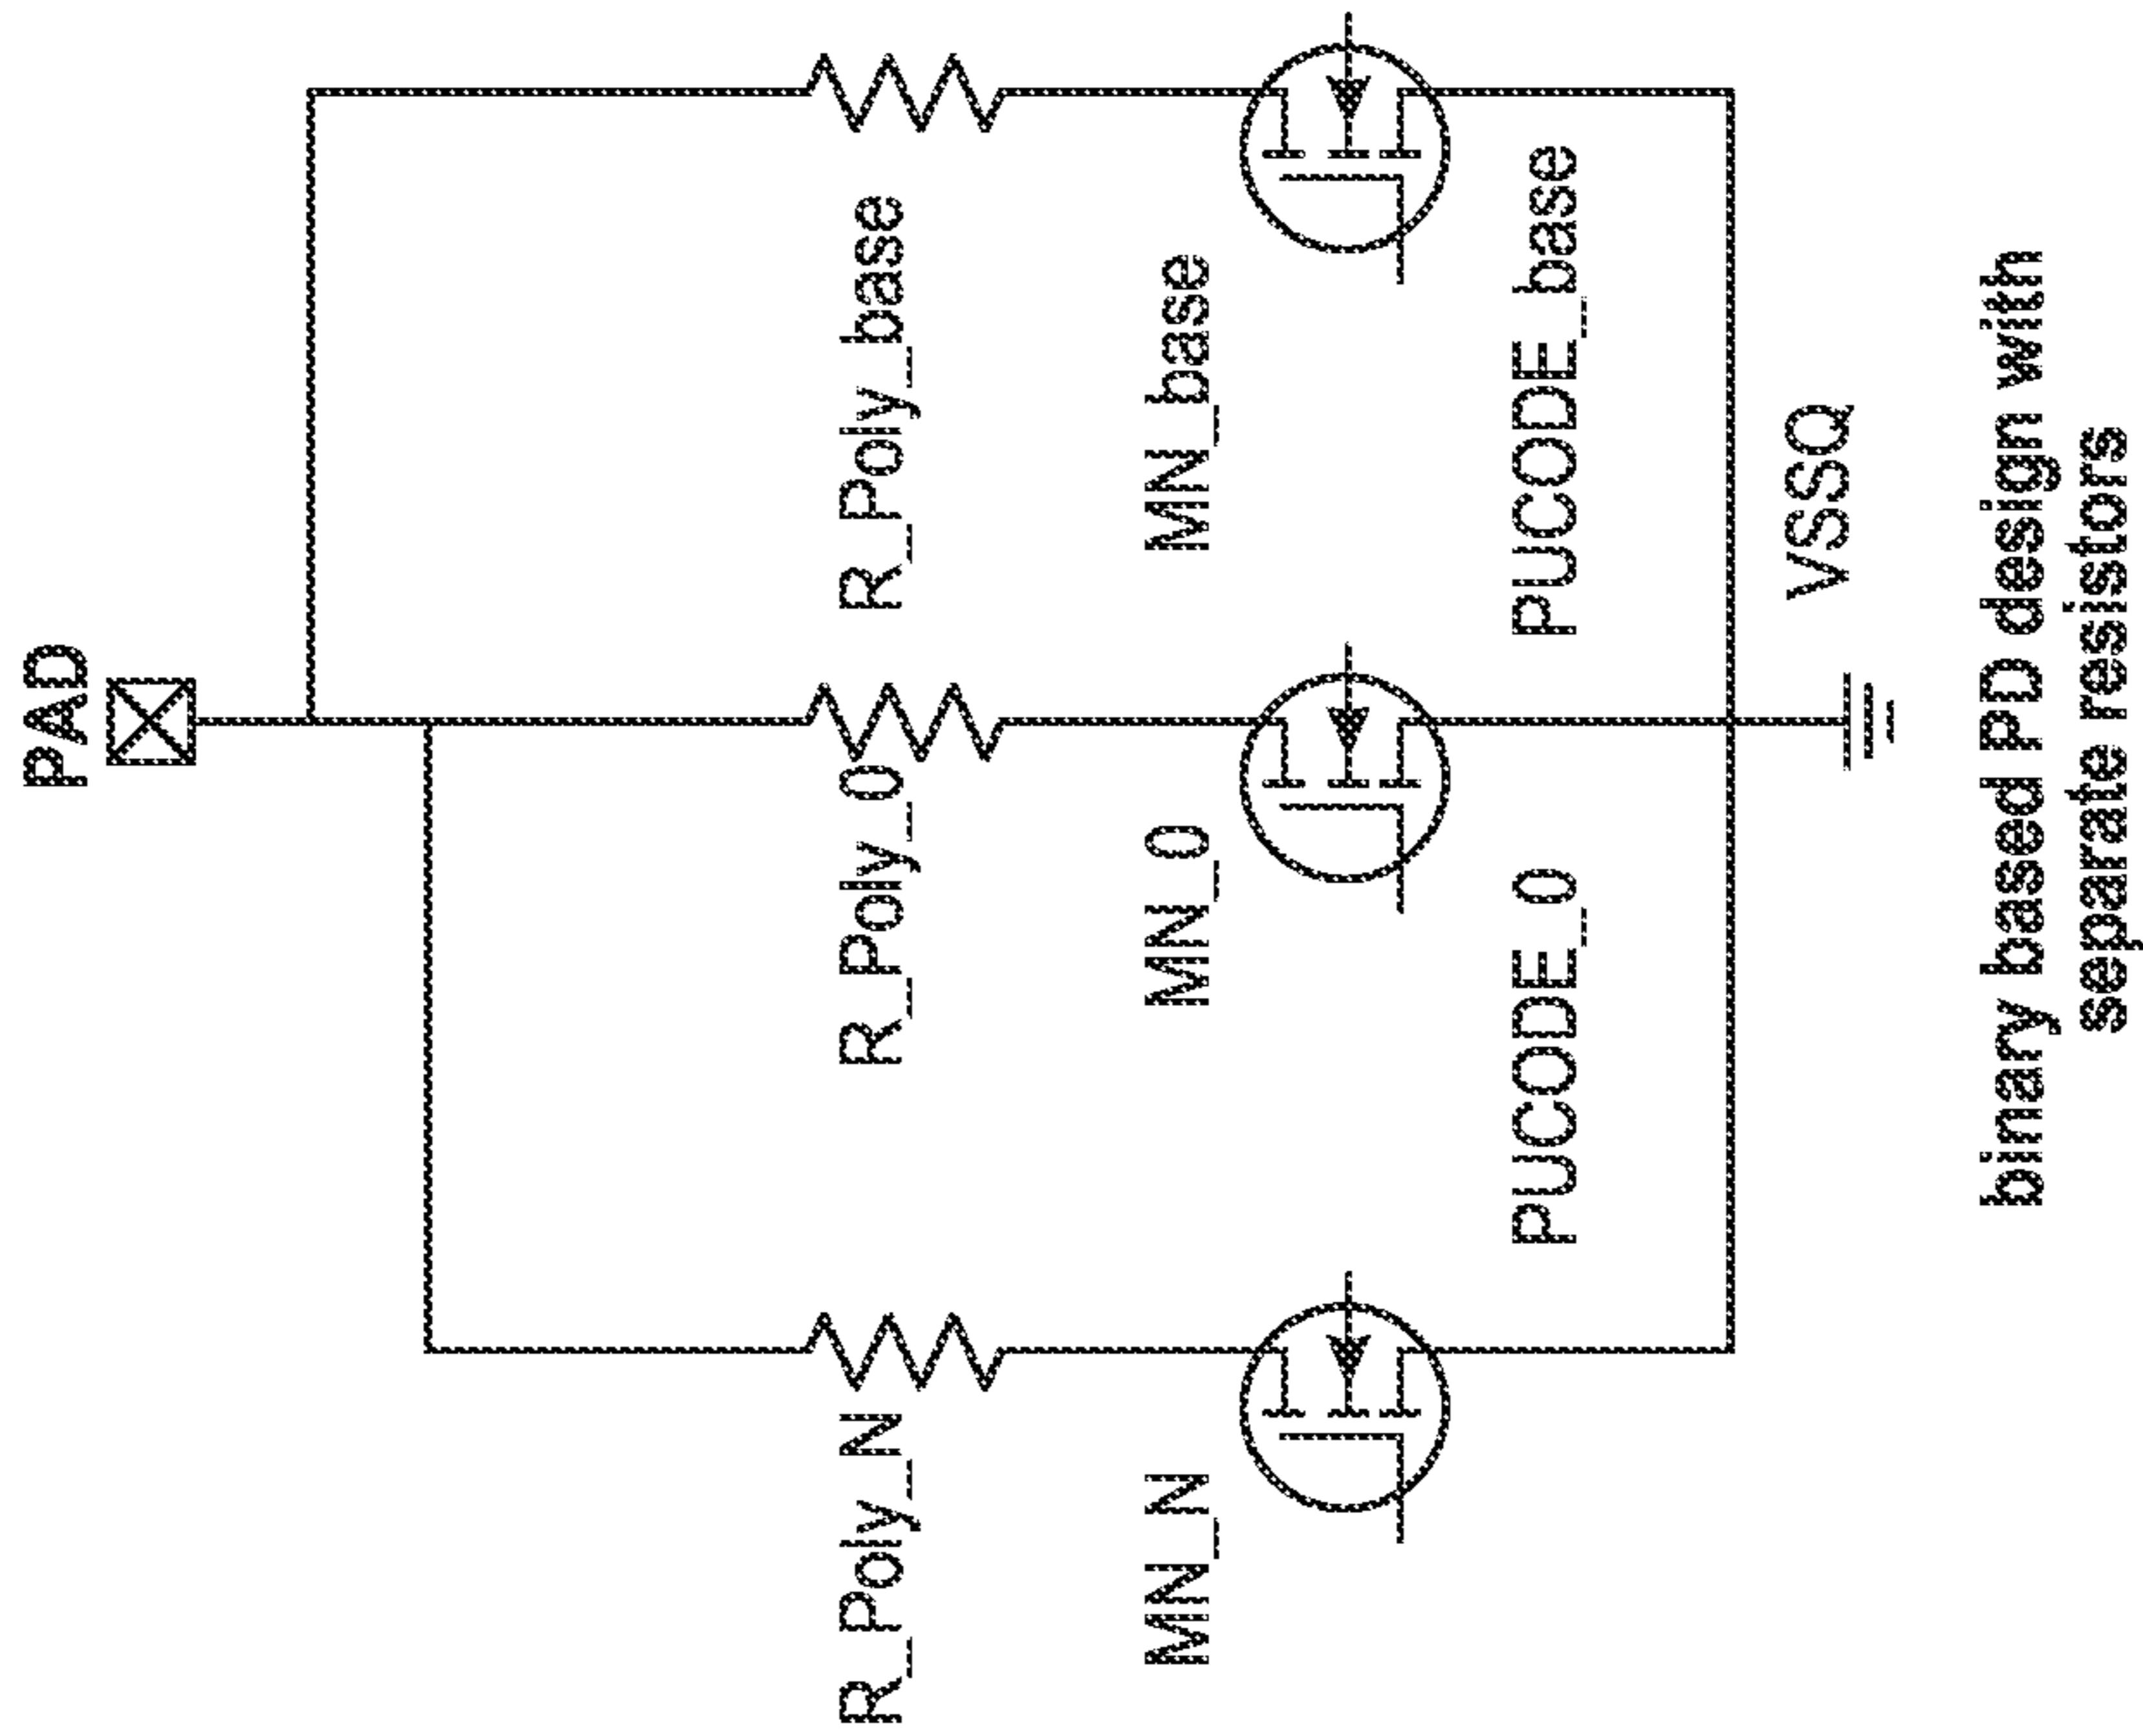 PAD
R_Poly_N
R_Poly_0
R_Poly_base
MN_N
MN_0
MN_base
PUCODE_0
PUCODE_base
VSSQ
binary based PD design with
separate resistors